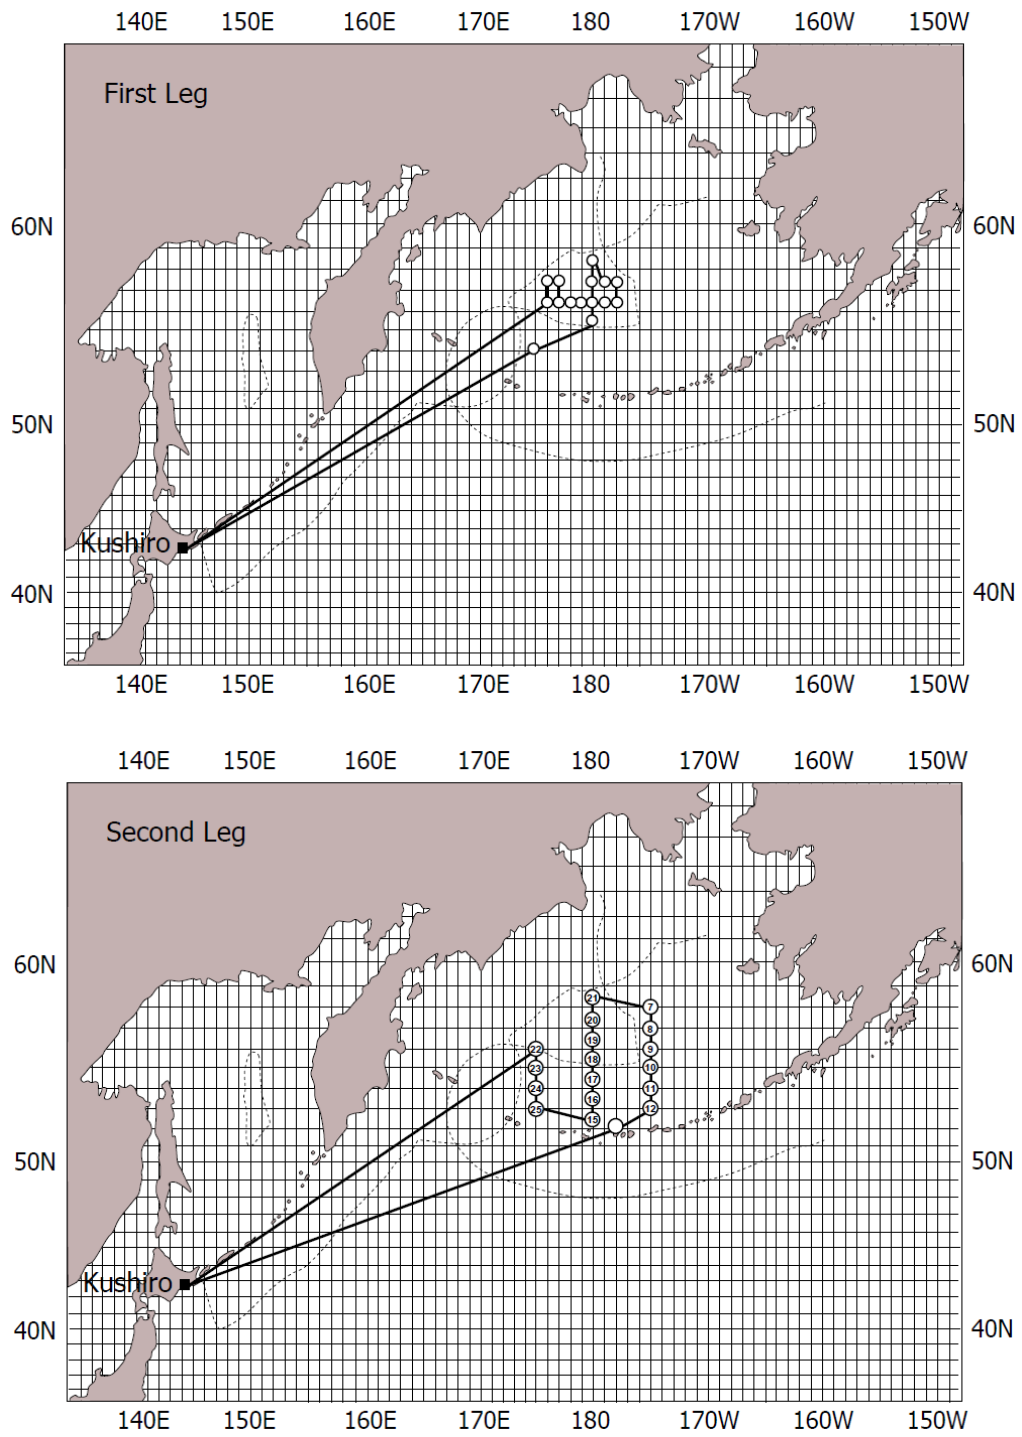 140E 150E 160E 170E 180 170W 160W 150W
First Leg
60N 60N
50N 50N
Kushiro
40N 40N
140E 150E 160E 170E 180 170W 160W 150W
140E 150E 160E 170E 180 170W 160W 150W
Second Leg
60N 60N
21 7
20 8
19 9
22
18 10
23
17 11
24
16 12
25
15
50N 50N
Kushiro
40N 40N
140E 150E 160E 170E 180 170W 160W 150W